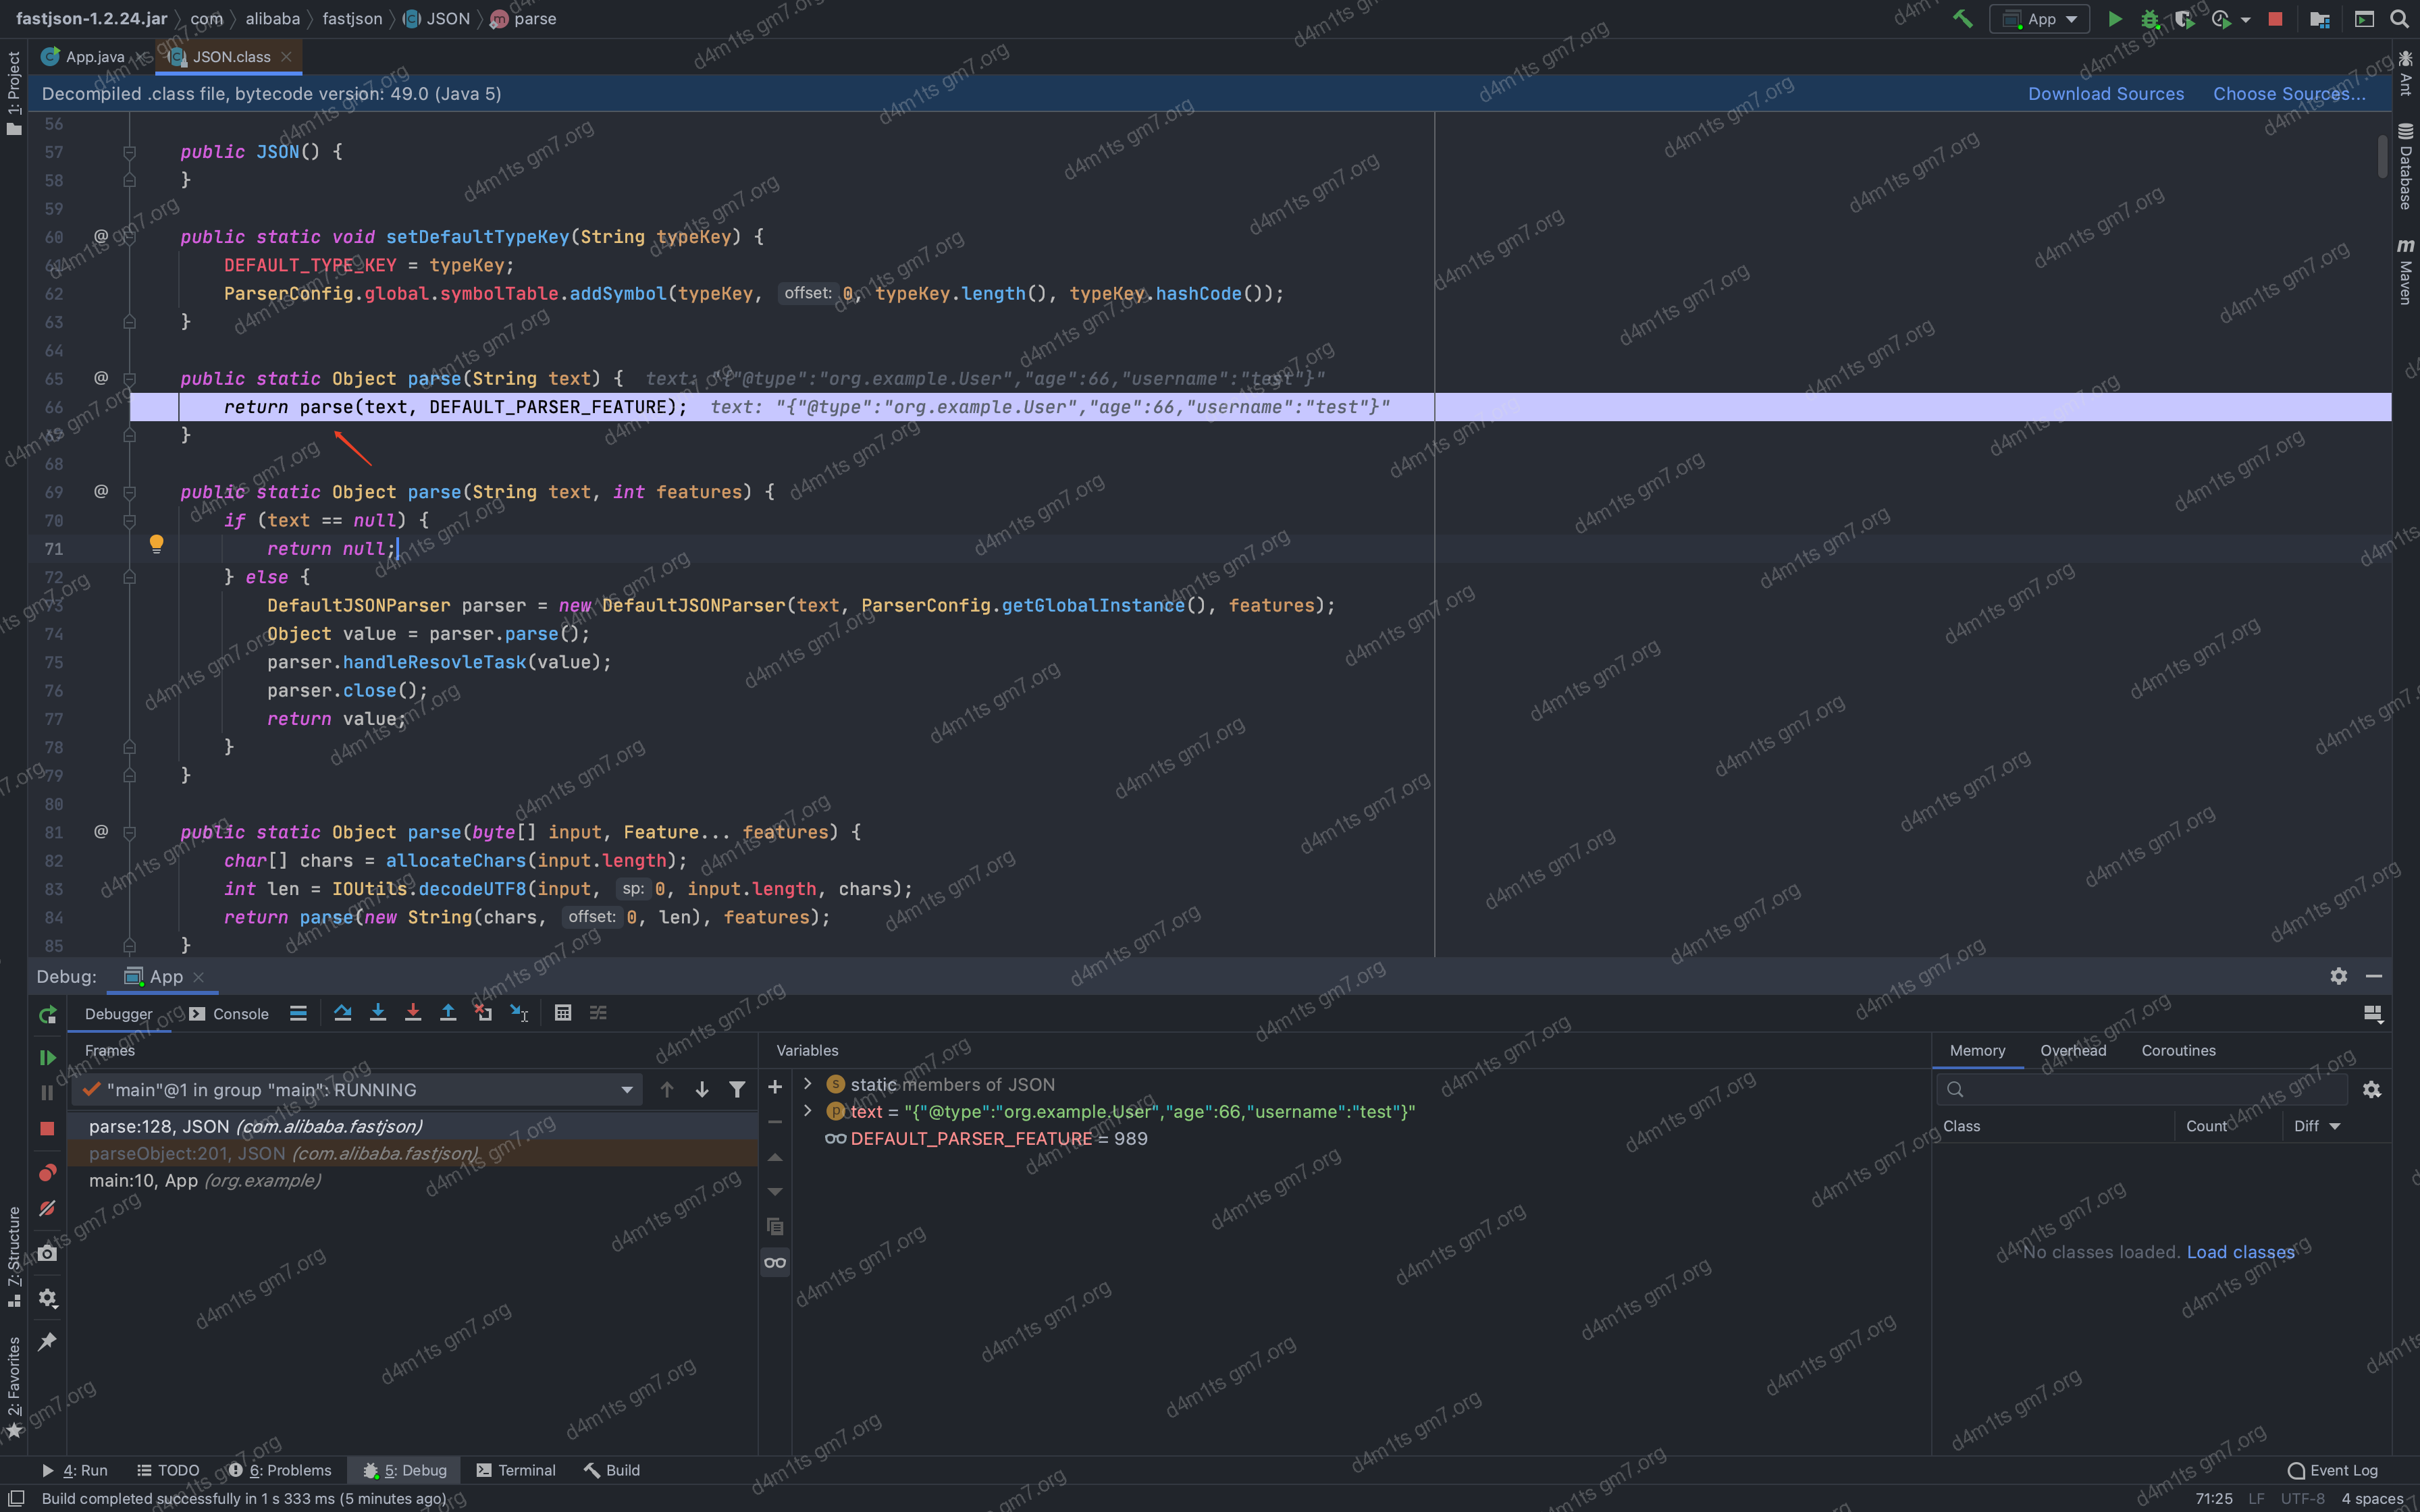 fastjson-1.2.24.jar com alibaba fastjson JSON parse
App
App.java JSON.class
Decompiled .class file, bytecode version: 49.0 (Java 5) Download Sources Choose Sources...
56
57 public JSON() {
58 }
59
60 @ public static void setDefaultTypeKey(String typeKey) {
61 DEFAULT_TYPE_KEY = typeKey;
62 ParserConfig.global.symbolTable.addSymbol(typeKey, offset: 0, typeKey.length(), typeKey.hashCode());
63 }
64
65 @ public static Object parse(String text) { text: "{"@type":"org.example.User","age":66,"username":"test"}"
66 return parse(text, DEFAULT_PARSER_FEATURE); text: "{"@type":"org.example.User","age":66,"username":"test"}"
67 }
68
69 @ public static Object parse(String text, int features) {
70 if (text == null) {
71 return null;
72 } else {
73 DefaultJSONParser parser = new DefaultJSONParser(text, ParserConfig.getGlobalInstance(), features);
74 Object value = parser.parse();
75 parser.handleResovleTask(value);
76 parser.close();
77 return value;
78 }
79 }
80
81 @ public static Object parse(byte[] input, Feature... features) {
82 char[] chars = allocateChars(input.length);
83 int len = IOUtils.decodeUTF8(input, sp: 0, input.length, chars);
84 return parse(new String(chars, offset: 0, len), features);
85 }
1: Project
7: Structure
2: Favorites
Ant
Database
m Maven
Debug: App
Debugger Console
Frames
"main"@1 in group "main": RUNNING
parse:128, JSON (com.alibaba.fastjson)
parseObject:201, JSON (com.alibaba.fastjson)
main:10, App (org.example)
Variables
static members of JSON
text = "{"@type":"org.example.User","age":66,"username":"test"}"
DEFAULT_PARSER_FEATURE = 989
Memory Overhead Coroutines
Class Count Diff
No classes loaded. Load classes
4: Run TODO 6: Problems 5: Debug Terminal Build Event Log
Build completed successfully in 1 s 333 ms (5 minutes ago) 71:25 LF UTF-8 4 spaces
d4m1ts gm7.org